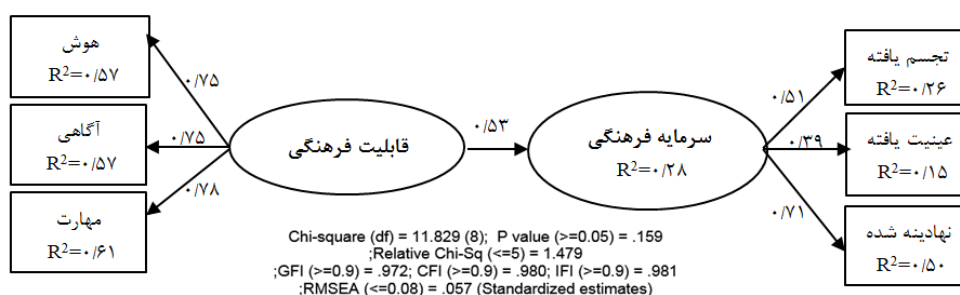 هوش
R²=۰/۵۷
آگاهی
R²=۰/۵۷
مهارت
R²=۰/۶۱
۰/۷۵
۰/۷۵
۰/۷۸
قابلیت فرهنگی
۰/۵۳
سرمایه فرهنگی
R²=۰/۲۸
۰/۵۱
۰/۳۹
۰/۷۱
تجسم یافته
R²=۰/۲۶
عینیت یافته
R²=۰/۱۵
نهادینه شده
R²=۰/۵۰
Chi-square (df) = 11.829 (8); P value (>=0.05) = .159
;Relative Chi-Sq (<=5) = 1.479
;GFI (>=0.9) = .972; CFI (>=0.9) = .980; IFI (>=0.9) = .981
;RMSEA (<=0.08) = .057 (Standardized estimates)